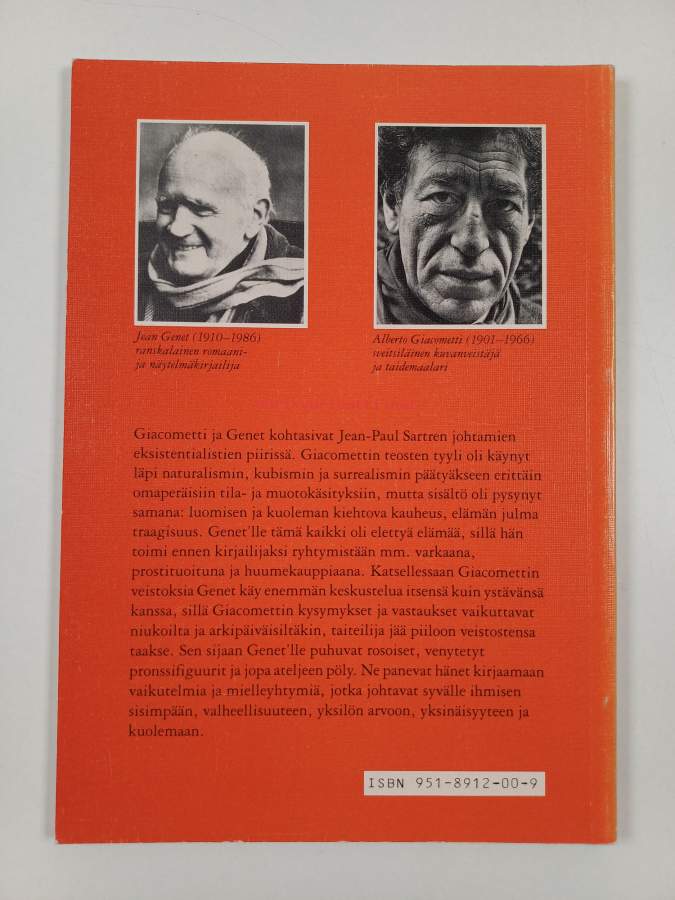 Jean Genet (1910–1986)
ranskalainen romaani-
ja näytelmäkirjailija
Alberto Giacometti (1901–1966)
sveitsiläinen kuvanveistäjä
ja taidemaalari
Giacometti ja Genet kohtasivat Jean-Paul Sartren johtamien
eksistentialistien piirissä. Giacomettin teosten tyyli oli käynyt
läpi naturalismin, kubismin ja surrealismin päätyäkseen erittäin
omaperäisiin tila- ja muotokäsityksiin, mutta sisältö oli pysynyt
samana: luomisen ja kuoleman kiehtova kauheus, elämän julma
traagisuus. Genet'lle tämä kaikki oli elettyä elämää, sillä hän
toimi ennen kirjailijaksi ryhtymistään mm. varkaana,
prostituoituna ja huumekauppiaana. Katsellessaan Giacomettin
veistoksia Genet käy enemmän keskustelua itsensä kuin ystävänsä
kanssa, sillä Giacomettin kysymykset ja vastaukset vaikuttavat
niukoilta ja arkipäiväisiltäkin, taiteilija jää piiloon veistostensa
taakse. Sen sijaan Genet'lle puhuvat rosoiset, venytetyt
pronssifiguurit ja jopa ateljeen pöly. Ne panevat hänet kirjaamaan
vaikutelmia ja mielleyhtymiä, jotka johtavat syvälle ihmisen
sisimpään, valheellisuuteen, yksilön arvoon, yksinäisyyteen ja
kuolemaan.
ISBN 951-8912-00-9